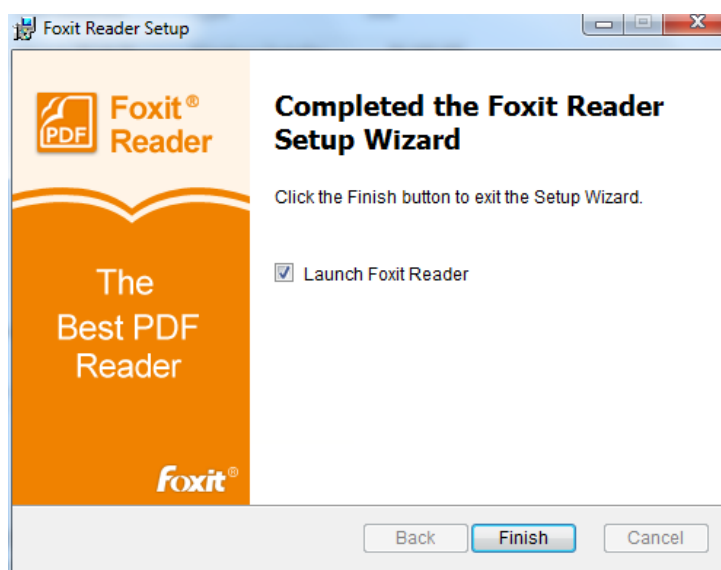 Foxit Reader Setup
Foxit®
Reader
PDF
Completed the Foxit Reader
Setup Wizard
Click the Finish button to exit the Setup Wizard.
Launch Foxit Reader
The
Best PDF
Reader
foxit®
Back
Finish
Cancel